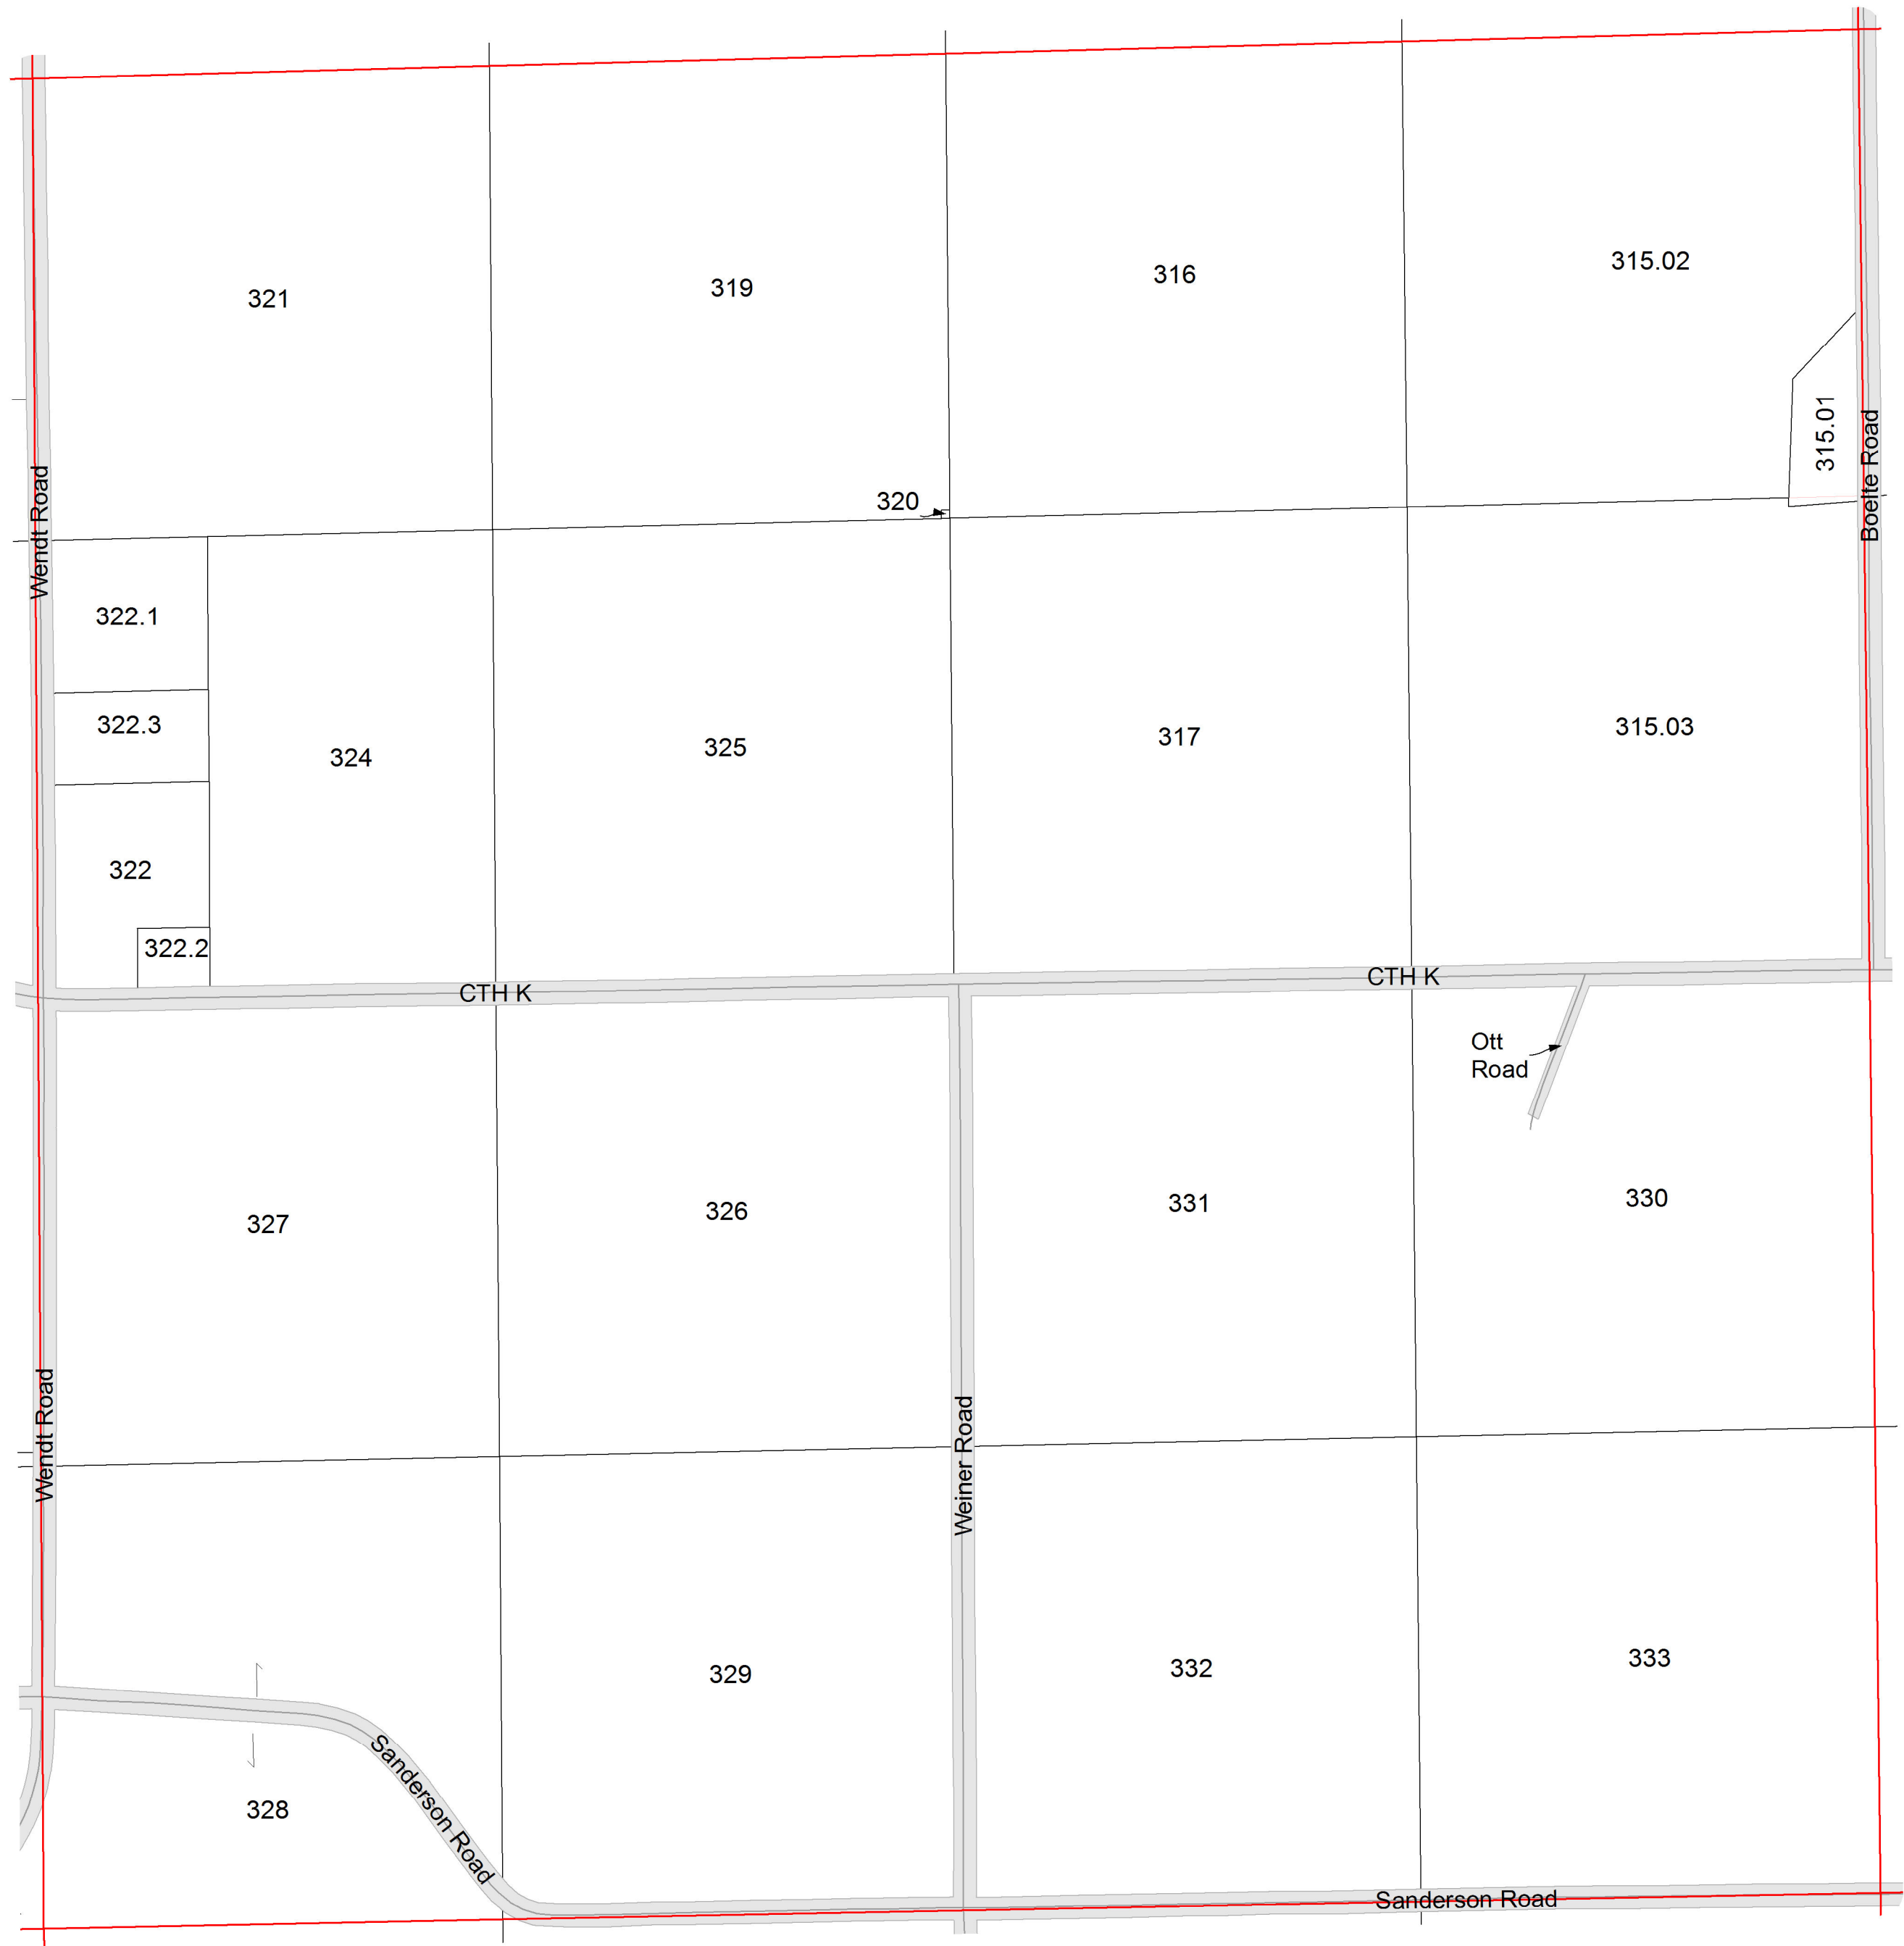 315.02
316
319
321
315.01
Boelte Road
320
Wendt Road
322.1
322.3
315.03
317
325
324
322
322.2
CTH K
CTH K
Ott
Road
330
331
326
327
Wendt Road
Weiner Road
333
332
329
Sanderson Road
328
Sanderson Road